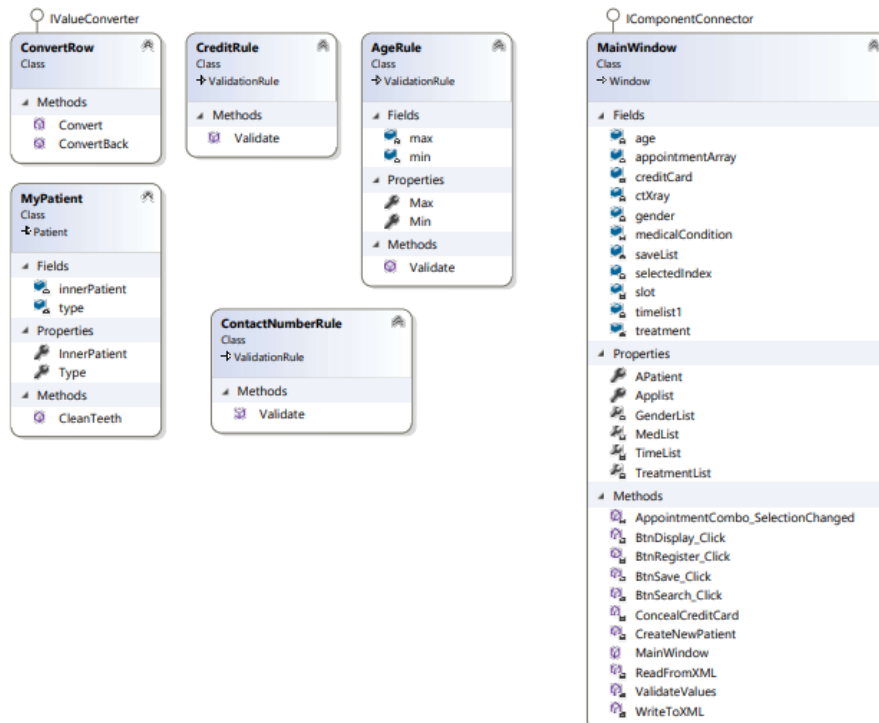 IValueConverter
ConvertRow
Class
Methods
Convert
ConvertBack
CreditRule
Class
ValidationRule
Methods
Validate
AgeRule
Class
ValidationRule
Fields
max
min
Properties
Max
Min
Methods
Validate
MyPatient
Class
Patient
Fields
innerPatient
type
Properties
InnerPatient
Type
Methods
CleanTeeth
ContactNumberRule
Class
ValidationRule
Methods
Validate
IComponentConnector
MainWindow
Class
Window
Fields
age
appointmentArray
creditCard
ctXray
gender
medicalCondition
saveList
selectedIndex
slot
timelist1
treatment
Properties
APatient
Applist
GenderList
MedList
TimeList
TreatmentList
Methods
AppointmentCombo_SelectionChanged
BtnDisplay_Click
BtnRegister_Click
BtnSave_Click
BtnSearch_Click
ConcealCreditCard
CreateNewPatient
MainWindow
ReadFromXML
ValidateValues
WriteToXML